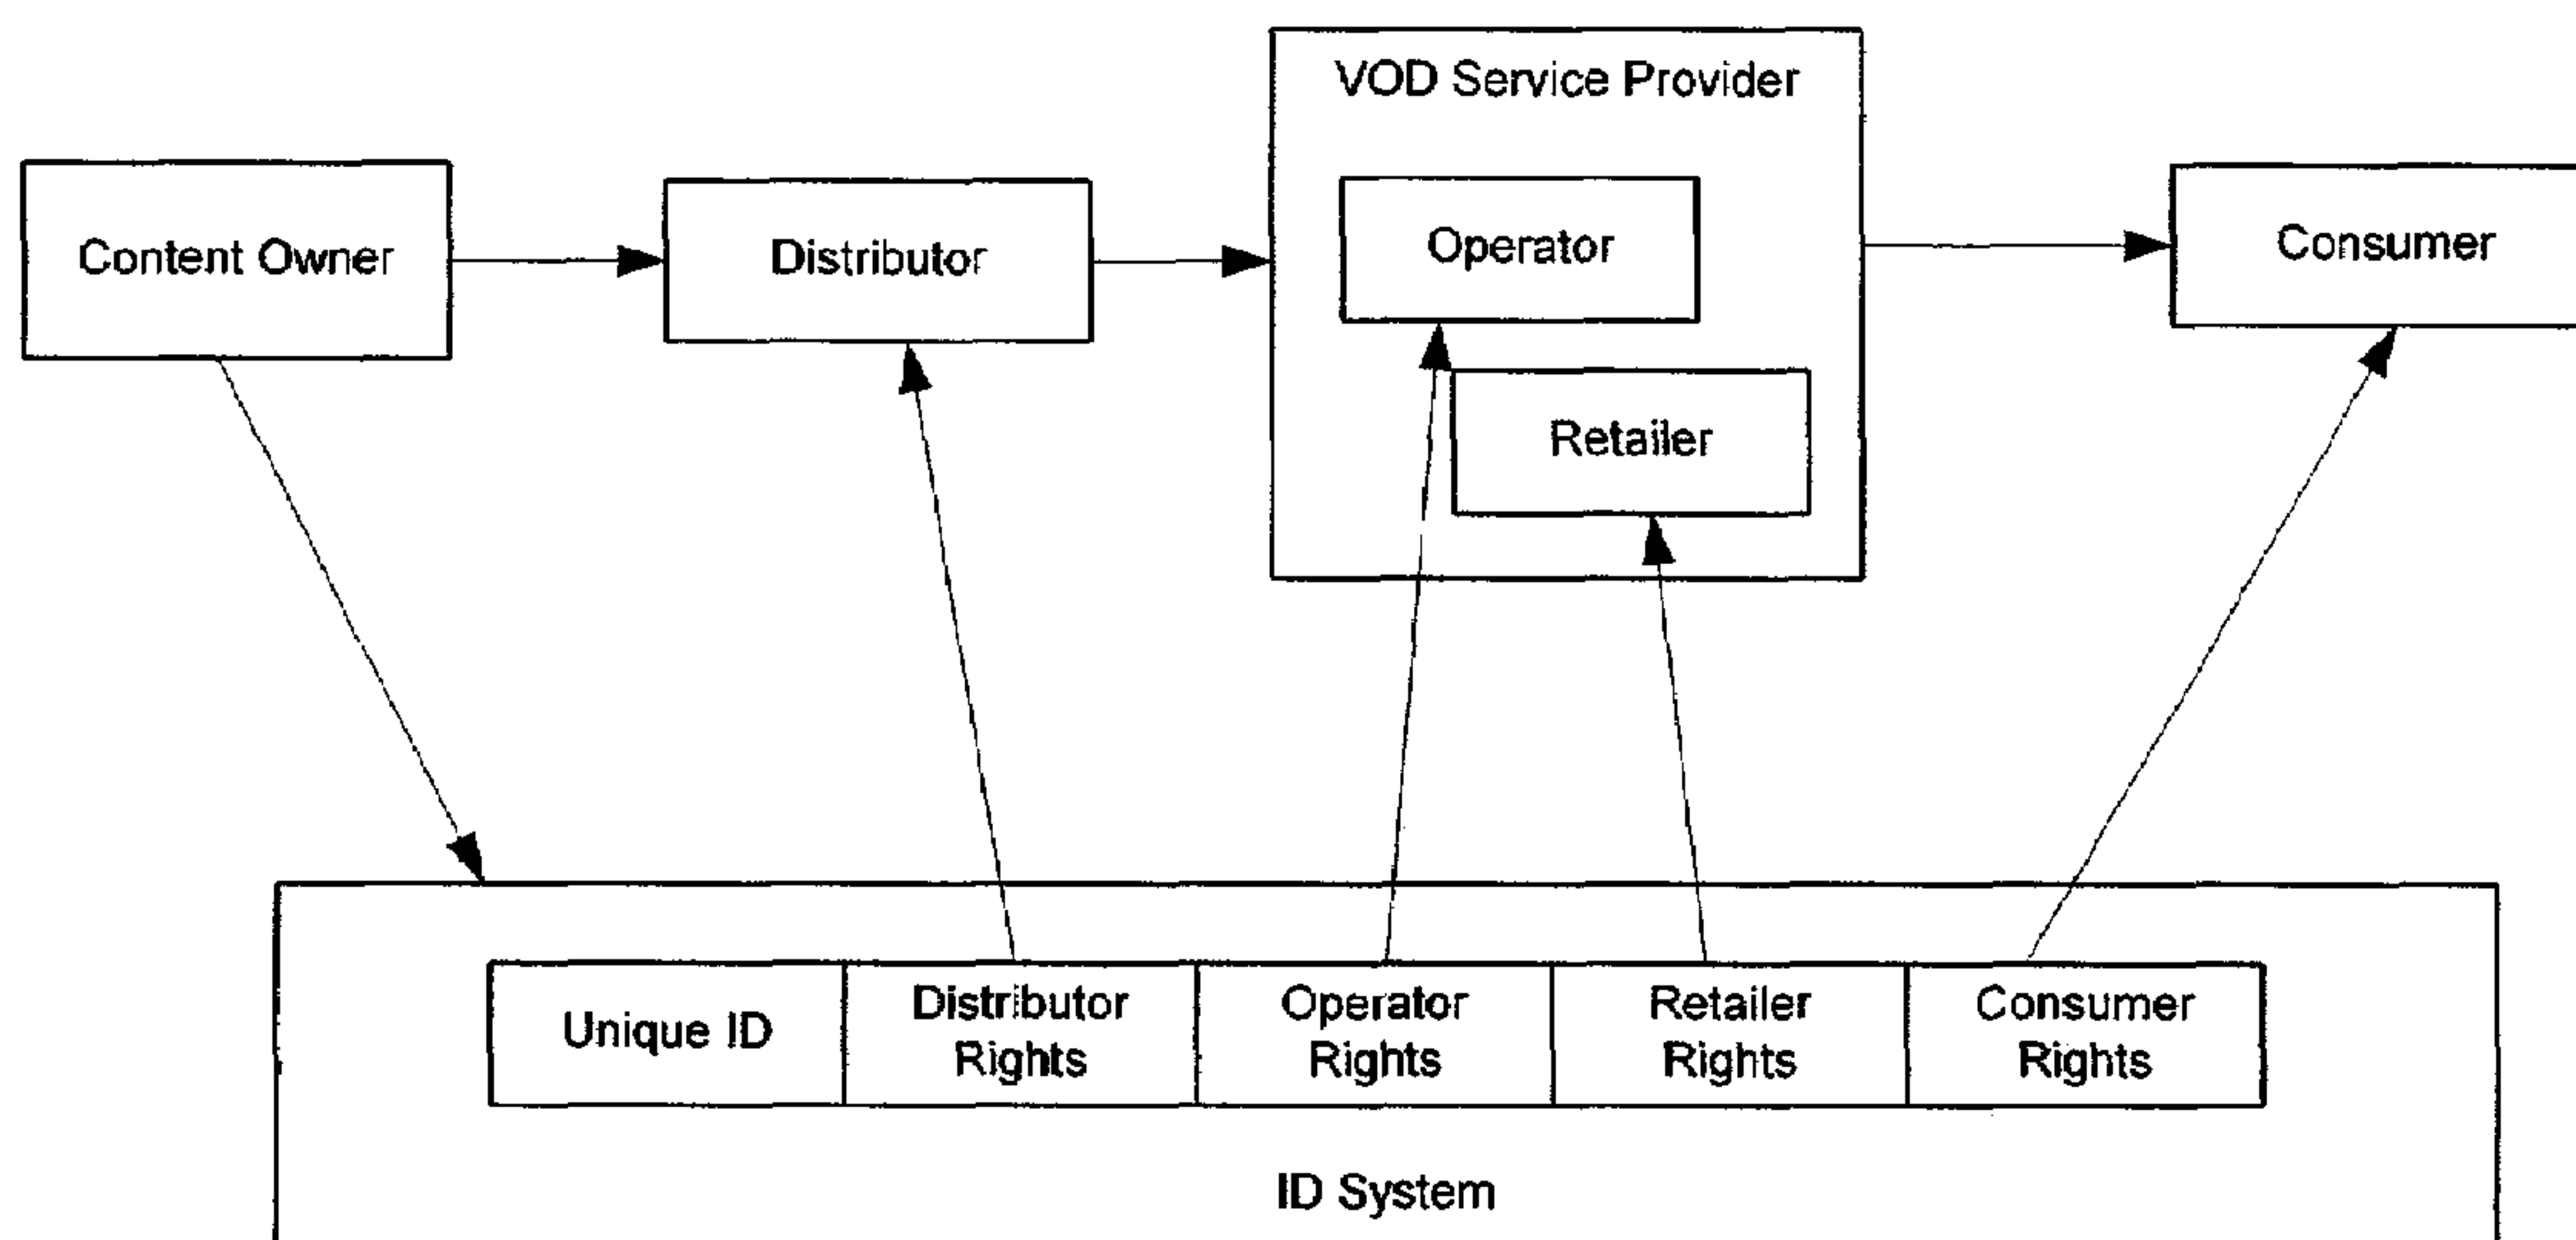 VOD Service Provider
Content Owner
Distributor
Operator
Consumer
Retailer
Unique ID
Distributor
Rights
Operator
Rights
Retailer
Rights
Consumer
Rights
ID System